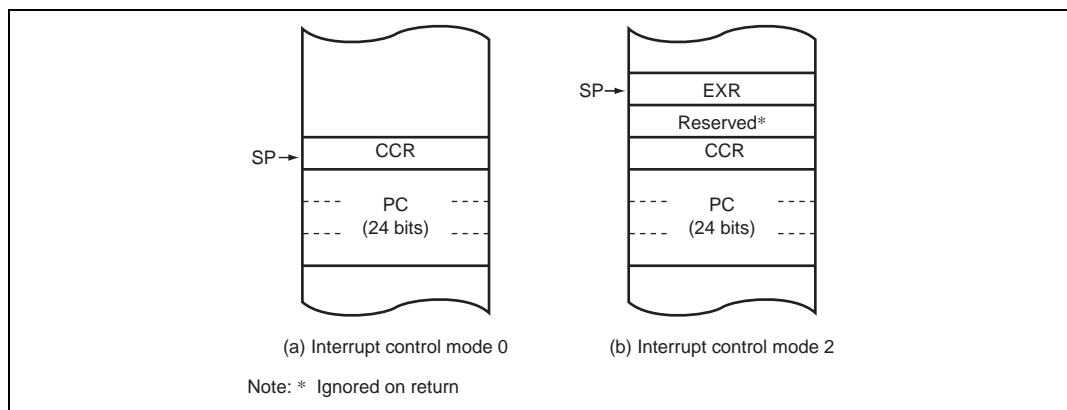 SP
CCR
PC
(24 bits)
(a) Interrupt control mode 0
SP
EXR
Reserved*
CCR
PC
(24 bits)
(b) Interrupt control mode 2
Note: * Ignored on return